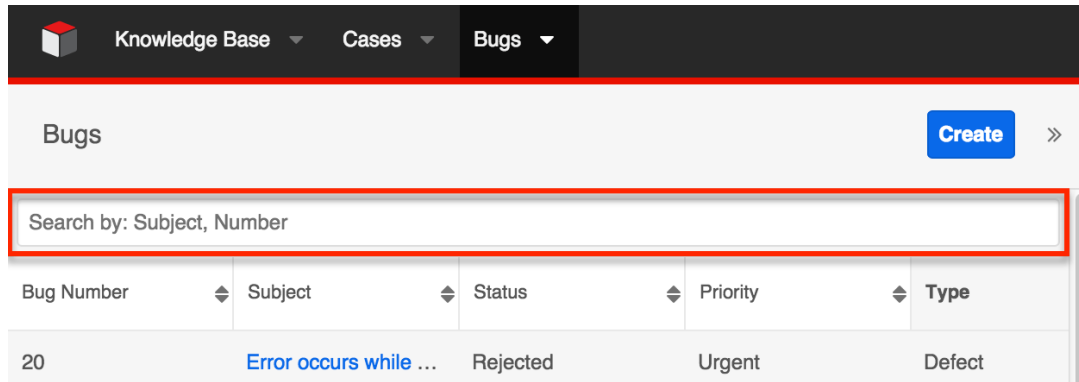 Knowledge Base Cases Bugs
Bugs Create
Search by: Subject, Number
Bug Number Subject Status Priority Type
20 Error occurs while … Rejected Urgent Defect